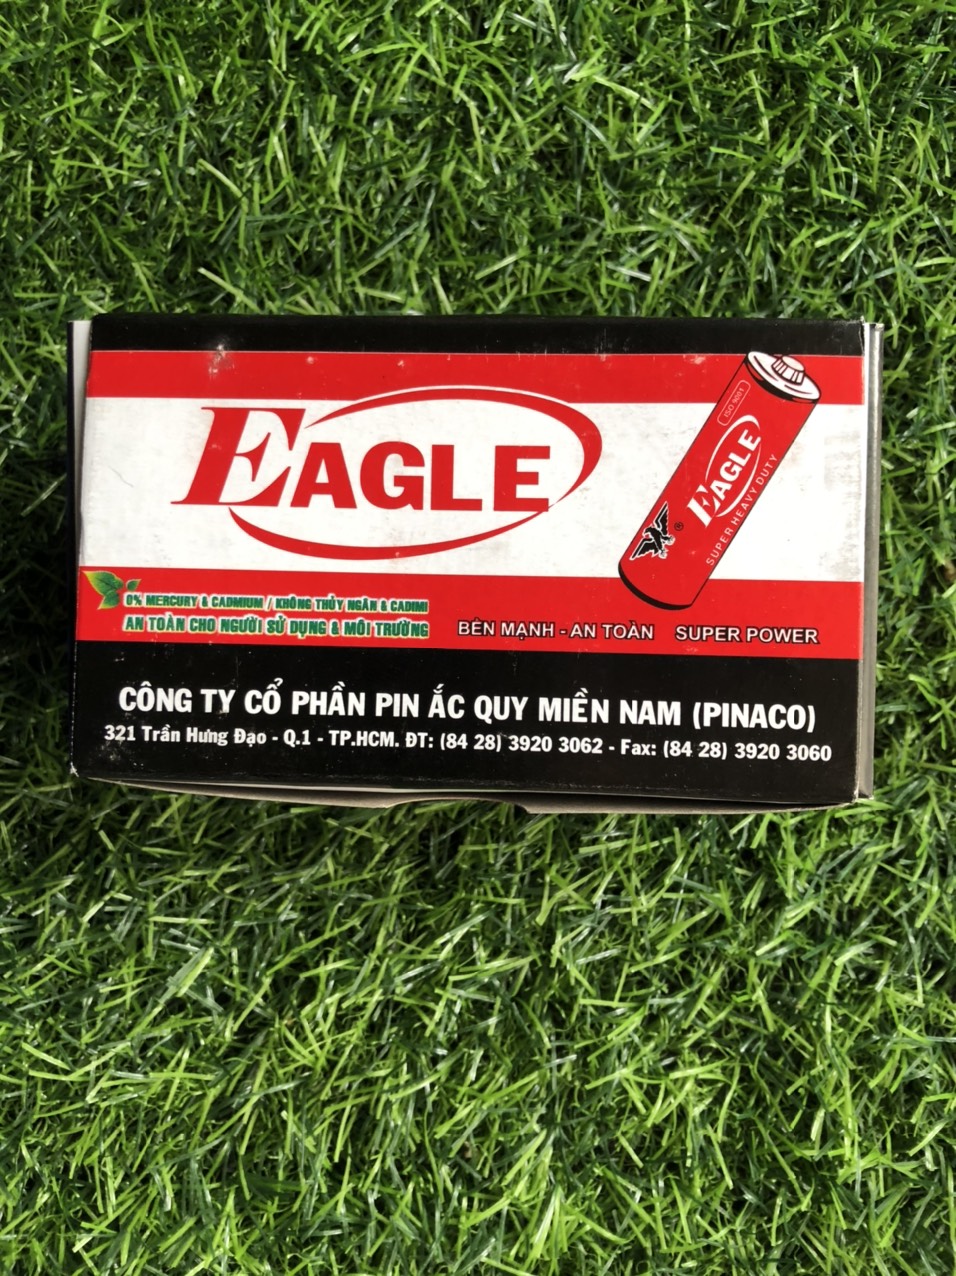 EAGLE
ISO 9001
EAGLE
®
SUPER HEAVY DUTY
0% MERCURY & CADMIUM / KHÔNG THỦY NGÂN & CADIMI
AN TOÀN CHO NGƯỜI SỬ DỤNG & MÔI TRƯỜNG
BỀN MẠNH - AN TOÀN SUPER POWER
CÔNG TY CỔ PHẦN PIN ẮC QUY MIỀN NAM (PINACO)
321 Trần Hưng Đạo - Q.1 - TP.HCM. ĐT: (84 28) 3920 3062 - Fax: (84 28) 3920 3060